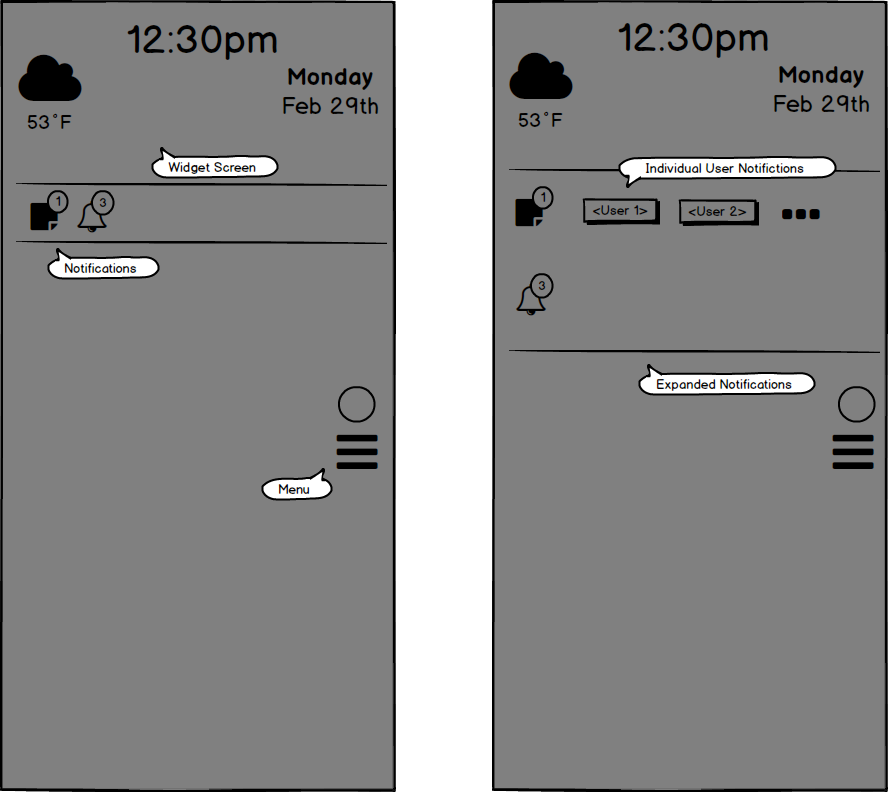 12:30pm
Monday
Feb 29th
53°F
Widget Screen
1
3
Notifications
Menu
12:30pm
Monday
Feb 29th
53°F
Individual User Notifictions
1
<User 1>
<User 2>
3
Expanded Notifications